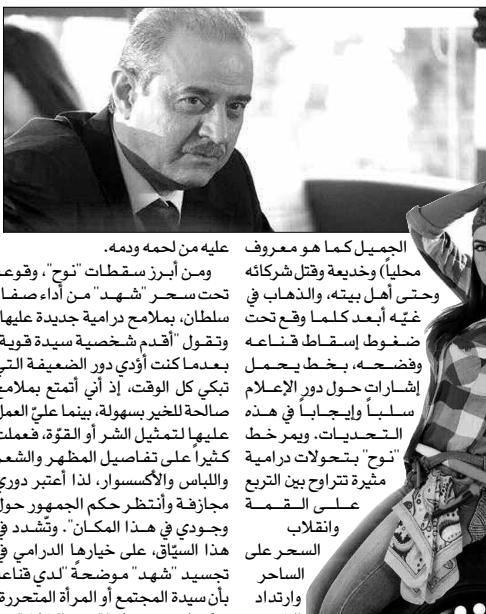 الجميل كما هو معروف
محلياً) وخديعة وقتل شركائه
وحتى أهل بيته، والذهاب في
غيّه أبعد كلما وقع تحت
ضغوط إسقاط قناعه
وفضحه، بخط يحمل
إشارات حول دور الإعلام
سلباً وإيجاباً في هذه
التحديات. ويمر خط
"نوح" بتحولات درامية
مثيرة تتراوح بين التربع
على القمة
وانقلاب
السحر على
الساحر
وارتداد
عليه من لحمه ودمه.
ومن أبرز سقطات "نوح"، وقوعه
تحت سحر "شهد" من أداء صفاء
سلطان، بملامح درامية جديدة عليها
وتقول "أقدم شخصية سيدة قوية،
بعدما كنت أؤدي دور الضعيفة التي
تبكي كل الوقت، إذ أني أتمتع بملامح
صالحة للخير بسهولة، بينما عليّ العمل
عليها لتمثيل الشر أو القوّة، فعملت
كثيراً على تفاصيل المظهر والشعر
واللباس والأكسسوار، لذا أعتبر دوري
مجازفة وأنتظر حكم الجمهور حول
وجودي في هذا المكان". وتّشدد في
هذا السيّاق، على خيارها الدرامي في
تجسيد "شهد" موضحةً "لدي قناعة
بأن سيدة المجتمع أو المرأة المتحررة